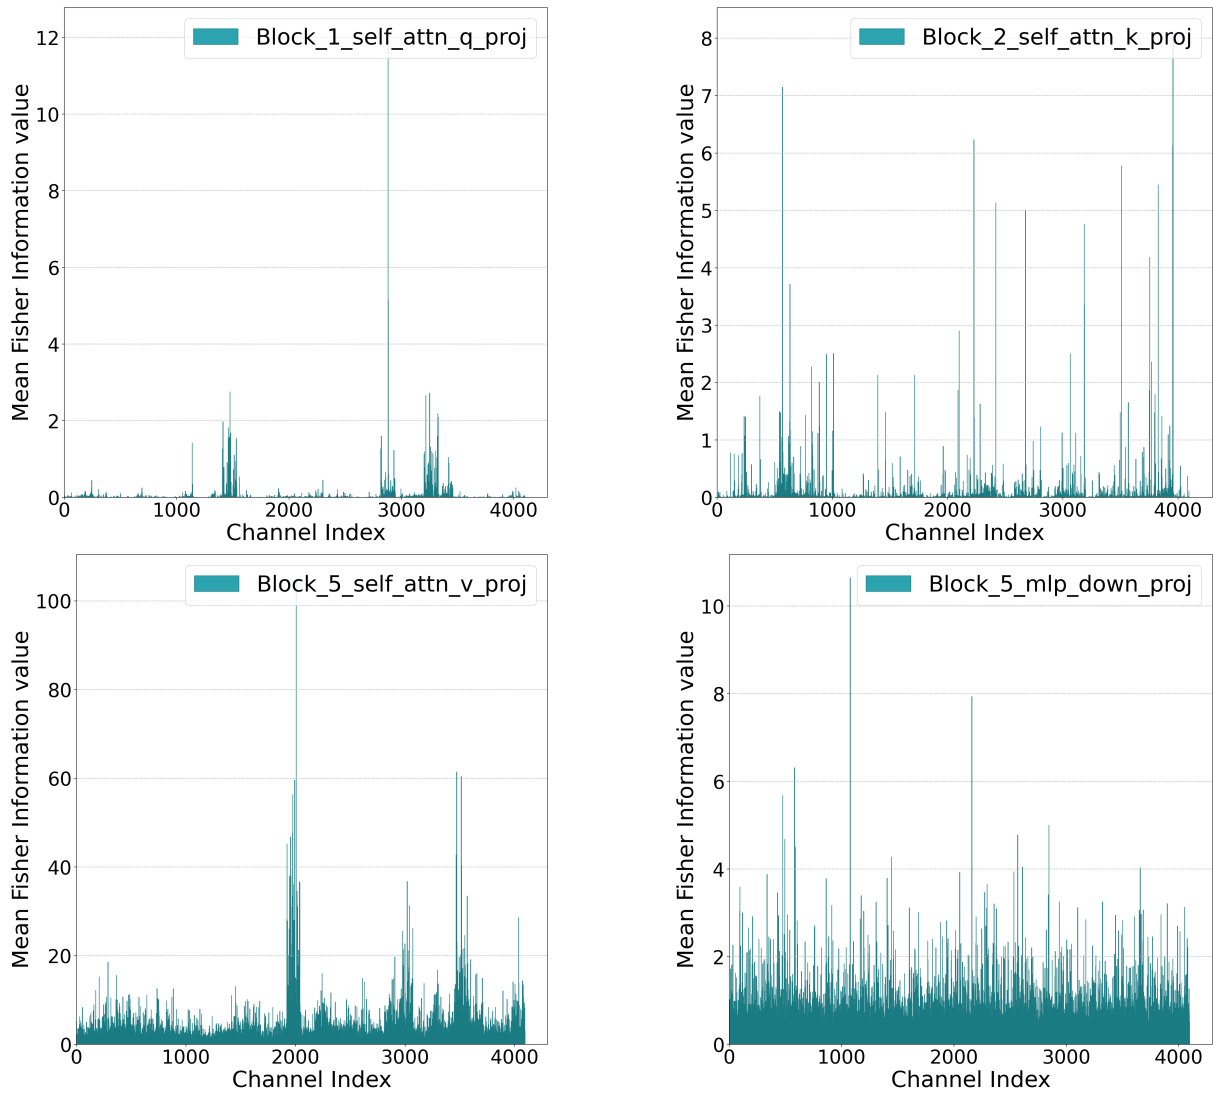 Block_1_self_attn_q_proj
Mean Fisher Information value
12
10
8
6
4
2
0
0 1000 2000 3000 4000
Channel Index
Block_2_self_attn_k_proj
Mean Fisher Information value
8
7
6
5
4
3
2
1
0
0 1000 2000 3000 4000
Channel Index
Block_5_self_attn_v_proj
Mean Fisher Information value
100
80
60
40
20
0
0 1000 2000 3000 4000
Channel Index
Block_5_mlp_down_proj
Mean Fisher Information value
10
8
6
4
2
0
0 1000 2000 3000 4000
Channel Index